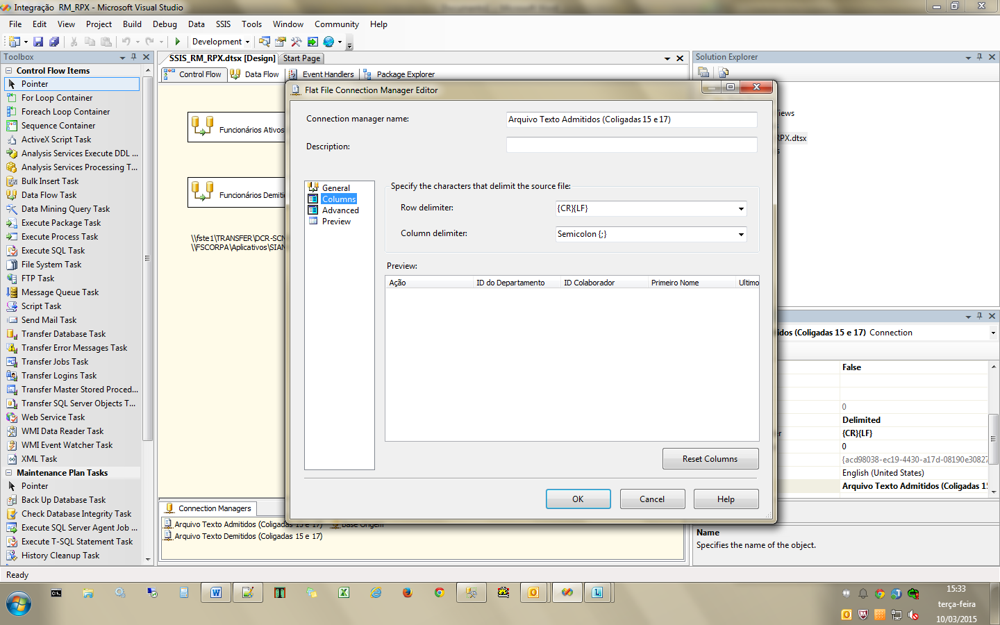 Integração RM_RPX - Microsoft Visual Studio
File Edit View Project Build Debug Data SSIS Tools Window Community Help
Development
Toolbox
Control Flow Items
Pointer
For Loop Container
Foreach Loop Container
Sequence Container
ActiveX Script Task
Analysis Services Execute DDL ...
Analysis Services Processing T...
Bulk Insert Task
Data Flow Task
Data Mining Query Task
Execute Package Task
Execute Process Task
Execute SQL Task
File System Task
FTP Task
Message Queue Task
Script Task
Send Mail Task
Transfer Database Task
Transfer Error Messages Task
Transfer Jobs Task
Transfer Logins Task
Transfer Master Stored Proced...
Transfer SQL Server Objects T...
Web Service Task
WMI Data Reader Task
WMI Event Watcher Task
XML Task
Maintenance Plan Tasks
Pointer
Back Up Database Task
Check Database Integrity Task
Execute SQL Server Agent Job ...
Execute T-SQL Statement Task
History Cleanup Task
SSIS_RM_RPX.dtsx [Design] Start Page
Control Flow Data Flow Event Handlers Package Explorer
Funcionários Ativos
Funcionários Demiti
\\fste1\TRANSFER\DCR-SCN
\\FSCORPA\Aplicativos\SIAN
Flat File Connection Manager Editor
Connection manager name: Arquivo Texto Admitidos (Coligadas 15 e 17)
Description:
General
Columns
Advanced
Preview
Specify the characters that delimit the source file:
Row delimiter: {CR}{LF}
Column delimiter: Semicolon {;}
Preview:
Ação ID do Departamento ID Colaborador Primeiro Nome Ultimo
Reset Columns
OK Cancel Help
Connection Managers
Arquivo Texto Admitidos (Coligadas 15 e 17) Base Origem
Arquivo Texto Demitidos (Coligadas 15 e 17)
Solution Explorer
iews
RPX.dtsx
s
idos (Coligadas 15 e 17) Connection
False
0
Delimited
er {CR}{LF}
0
{acd98038-ec19-4430-a17d-08190e30827
English (United States)
Arquivo Texto Admitidos (Coligadas 1
Name
Specifies the name of the object.
Ready
15:33
terça-feira
10/03/2015